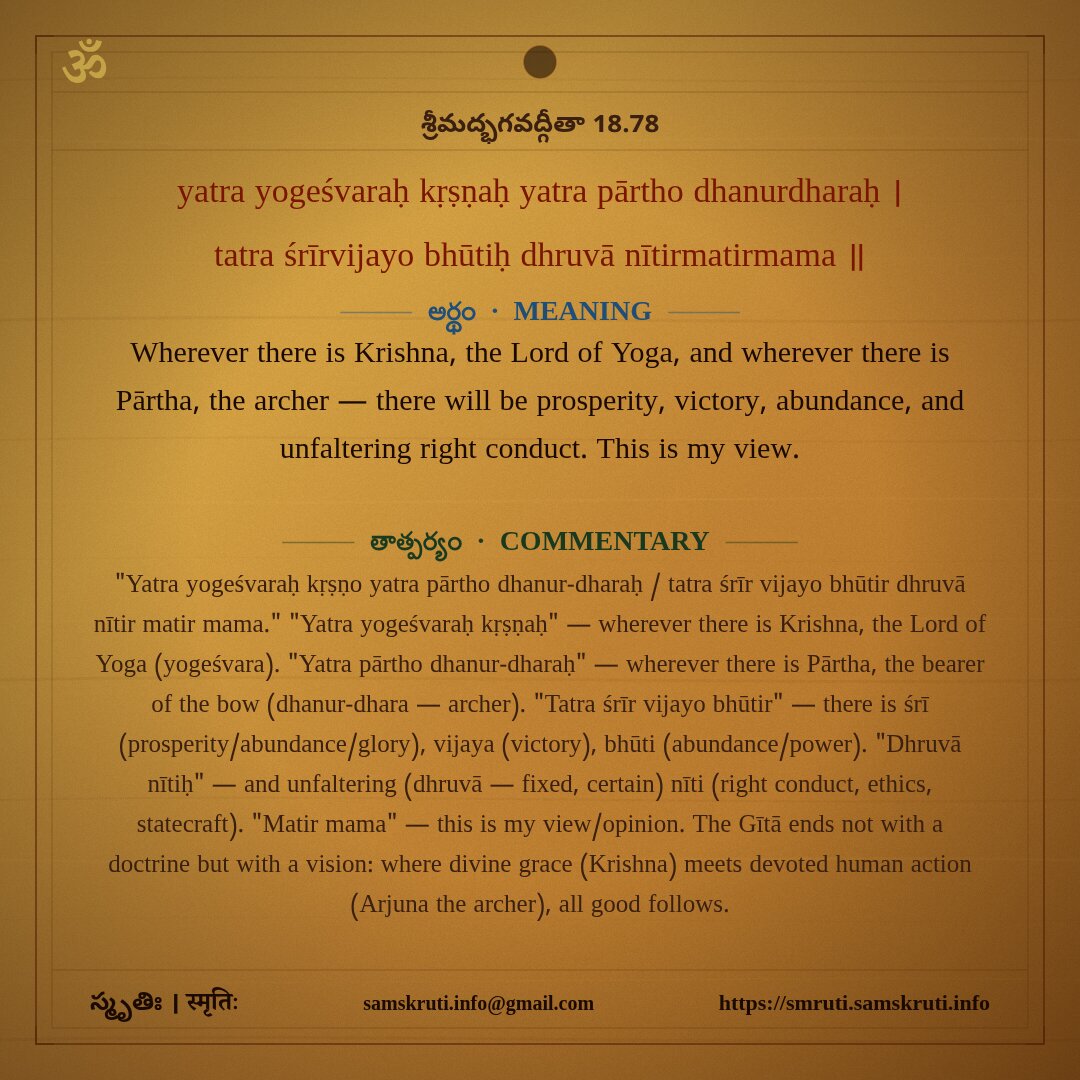 ॐ
శ్రీమద్భగవద్గీతా 18.78
yatra yogeśvaraḥ kṛṣṇaḥ yatra pārtho dhanurdharaḥ |
tatra śrīrvijayo bhūtiḥ dhruvā nītirmatirmama ||
అర్థం · MEANING
Wherever there is Krishna, the Lord of Yoga, and wherever there is
Pārtha, the archer — there will be prosperity, victory, abundance, and
unfaltering right conduct. This is my view.
తాత్పర్యం · COMMENTARY
"Yatra yogeśvaraḥ kṛṣṇo yatra pārtho dhanur-dharaḥ / tatra śrīr vijayo bhūtir dhruvā
nītir matir mama." "Yatra yogeśvaraḥ kṛṣṇaḥ" — wherever there is Krishna, the Lord of
Yoga (yogeśvara). "Yatra pārtho dhanur-dharaḥ" — wherever there is Pārtha, the bearer
of the bow (dhanur-dhara — archer). "Tatra śrīr vijayo bhūtir" — there is śrī
(prosperity/abundance/glory), vijaya (victory), bhūti (abundance/power). "Dhruvā
nītiḥ" — and unfaltering (dhruvā — fixed, certain) nīti (right conduct, ethics,
statecraft). "Matir mama" — this is my view/opinion. The Gītā ends not with a
doctrine but with a vision: where divine grace (Krishna) meets devoted human action
(Arjuna the archer), all good follows.
స్మృతిః | स्मृतिः samskruti.info@gmail.com https://smruti.samskruti.info